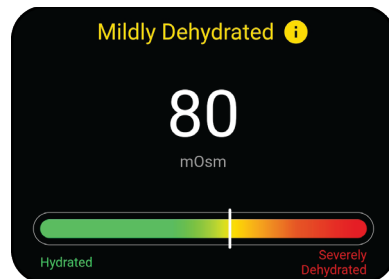 Mildly Dehydrated i
80
mOsm
Hydrated
Severely
Dehydrated